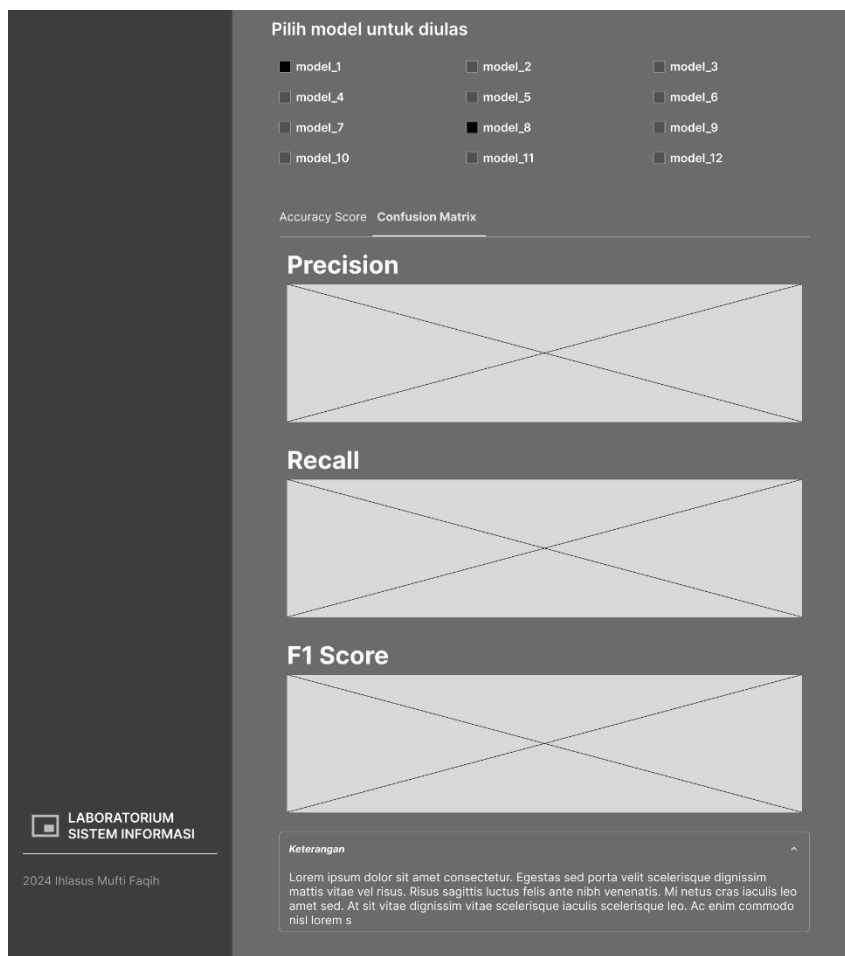 Pilih model untuk diulas
model_1 model_2 model_3
model_4 model_5 model_6
model_7 model_8 model_9
model_10 model_11 model_12
Accuracy Score Confusion Matrix
Precision
Recall
F1 Score
Keterangan
Lorem ipsum dolor sit amet consectetur. Egestas sed porta velit scelerisque dignissim
mattis vitae vel risus. Risus sagittis luctus felis ante nibh venenatis. Mi netus cras iaculis leo
amet sed. At sit vitae dignissim vitae scelerisque iaculis scelerisque leo. Ac enim commodo
nisl lorem s
LABORATORIUM
SISTEM INFORMASI
2024 Ihlasus Mufti Faqih